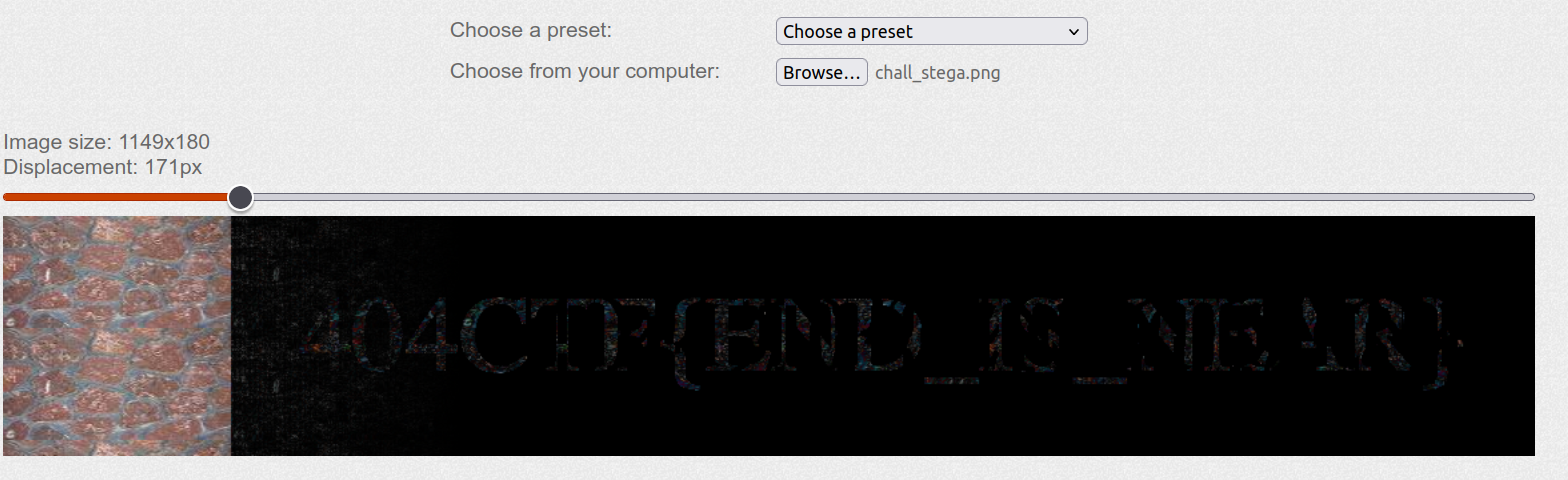 Choose a preset: Choose a preset
Choose from your computer: Browse... chall_stega.png
Image size: 1149x180
Displacement: 171px
404CTF{END_IS_NEAR}